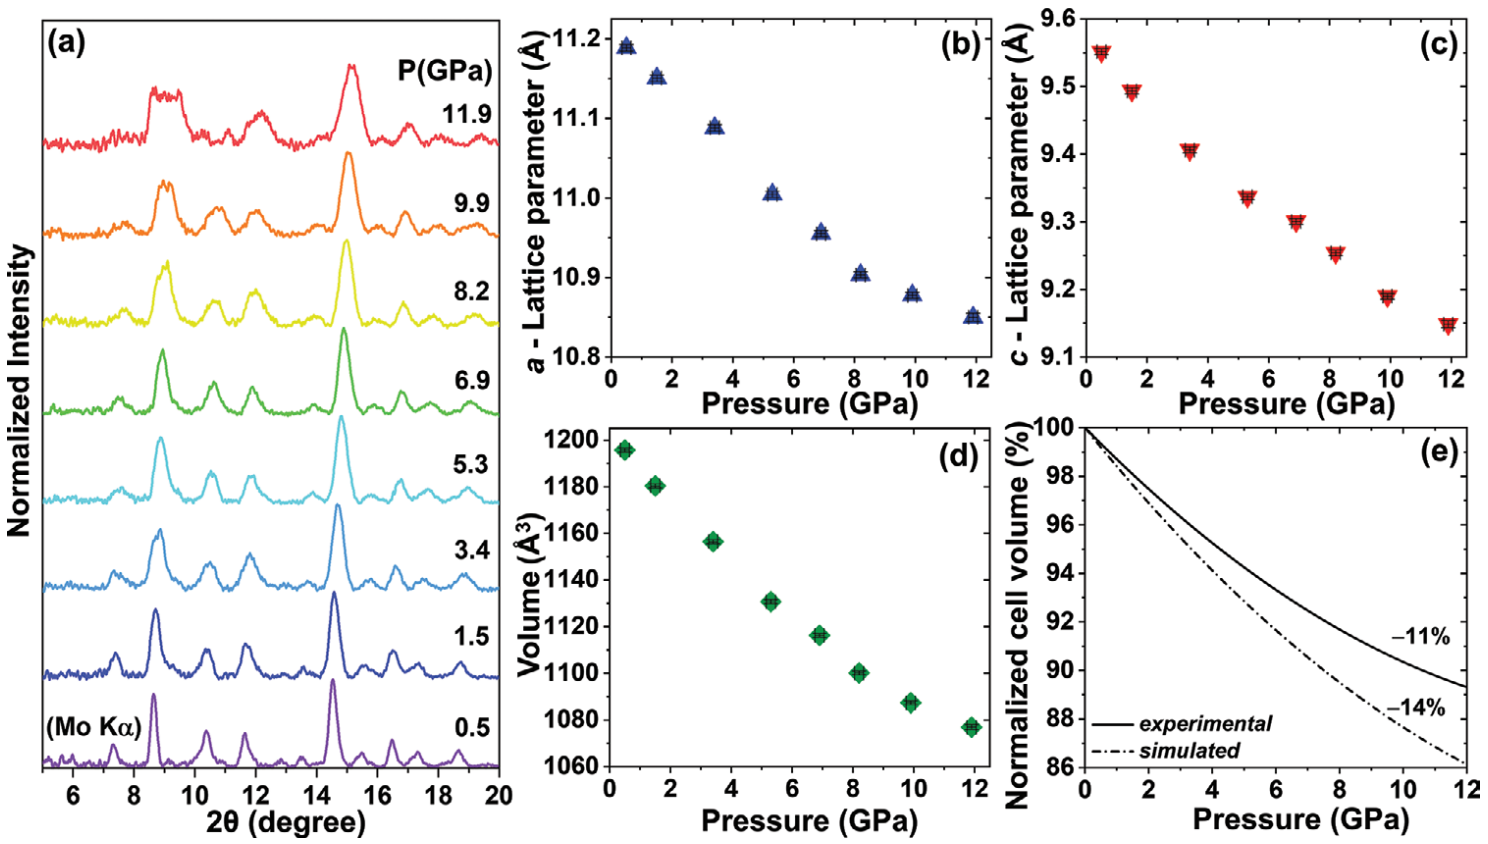 (a)
P(GPa)
11.9
9.9
8.2
6.9
5.3
3.4
1.5
0.5
(Mo Kα)
Normalized Intensity
6 8 10 12 14 16 18 20
2θ (degree)
(b)
a - Lattice parameter (Å)
11.2
11.1
11.0
10.9
10.8
0 2 4 6 8 10 12
Pressure (GPa)
(c)
c - Lattice parameter (Å)
9.6
9.5
9.4
9.3
9.2
9.1
0 2 4 6 8 10 12
Pressure (GPa)
(d)
Volume (Å³)
1200
1180
1160
1140
1120
1100
1080
1060
0 2 4 6 8 10 12
Pressure (GPa)
(e)
Normalized cell volume (%)
100
98
96
94
92
90
88
86
–11%
–14%
experimental
simulated
0 2 4 6 8 10 12
Pressure (GPa)